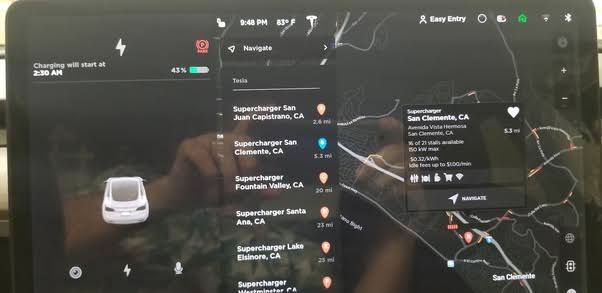 9:48 PM 83° F
Easy Entry
Charging will start at
2:30 AM
PARK
43%
Navigate
Tesla
Supercharger San
Juan Capistrano, CA
2.6 mi
Supercharger San
Clemente, CA
5.3 mi
Supercharger
Fountain Valley, CA
20 mi
Supercharger Santa
Ana, CA
23 mi
Supercharger Lake
Elsinore, CA
25 mi
Supercharger
Westminster, CA
Supercharger
San Clemente, CA
Avenida Vista Hermosa
San Clemente, CA
5.3 mi
16 of 21 stalls available
150 kW max
$0.32/kWh
Idle fees up to $1.00/min
NAVIGATE
San Clemente